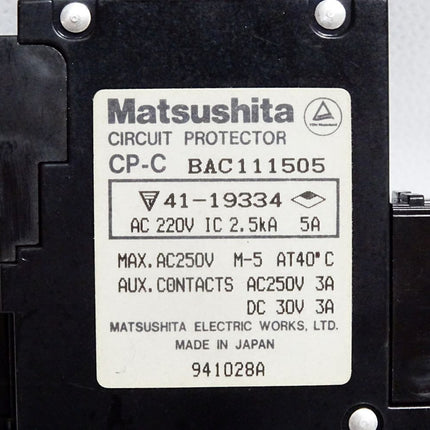 Matsushita
CIRCUIT PROTECTOR
CP-C BAC111505
41-19334
AC 220V IC 2.5kA 5A
MAX. AC250V M-5 AT40°C
AUX. CONTACTS AC250V 3A
DC 30V 3A
MATSUSHITA ELECTRIC WORKS, LTD.
MADE IN JAPAN
941028A